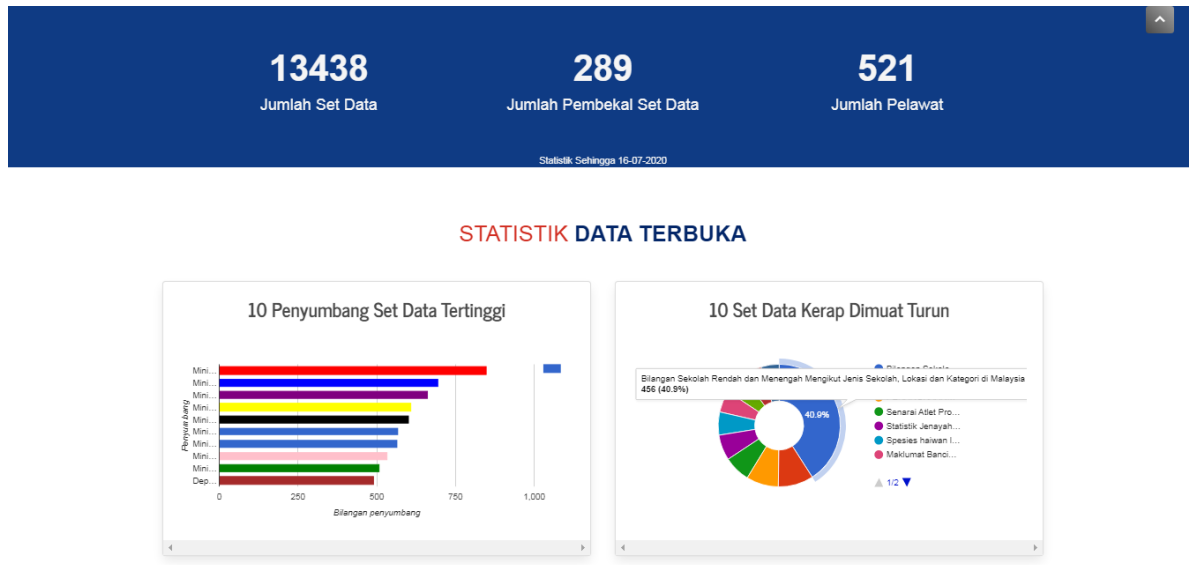 13438
289
521
Jumlah Set Data
Jumlah Pembekal Set Data
Jumlah Pelawat
Statistik Sehingga 16-07-2020
STATISTIK DATA TERBUKA
10 Penyumbang Set Data Tertinggi
Mini...
Mini...
Mini...
Mini...
Mini...
Mini...
Mini...
Mini...
Mini...
Dep...
Penyumbang
0
250
500
750
1,000
Bilangan penyumbang
10 Set Data Kerap Dimuat Turun
Bilangan Sekolah Rendah dan Menengah Mengikut Jenis Sekolah, Lokasi dan Kategori di Malaysia
456 (40.9%)
40.9%
Senarai Atlet Pro...
Statistik Jenayah...
Spesies haiwan l...
Maklumat Banci...
1/2